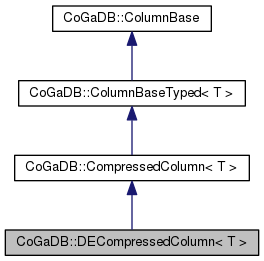 CoGaDB::ColumnBase
CoGaDB::ColumnBaseTyped< T >
CoGaDB::CompressedColumn< T >
CoGaDB::DECompressedColumn< T >